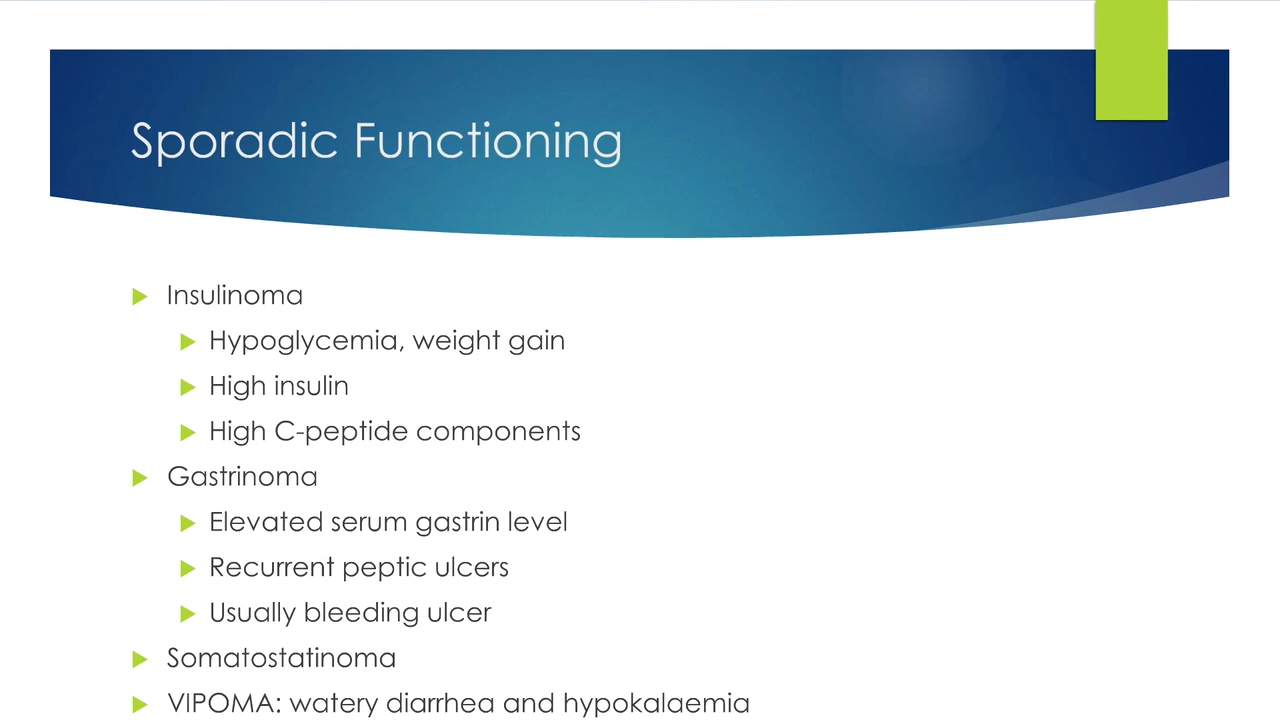 Sporadic Functioning
Insulinoma
Hypoglycemia, weight gain
High insulin
High C-peptide components
Gastrinoma
Elevated serum gastrin level
Recurrent peptic ulcers
Usually bleeding ulcer
Somatostatinoma
VIPOMA: watery diarrhea and hypokalaemia